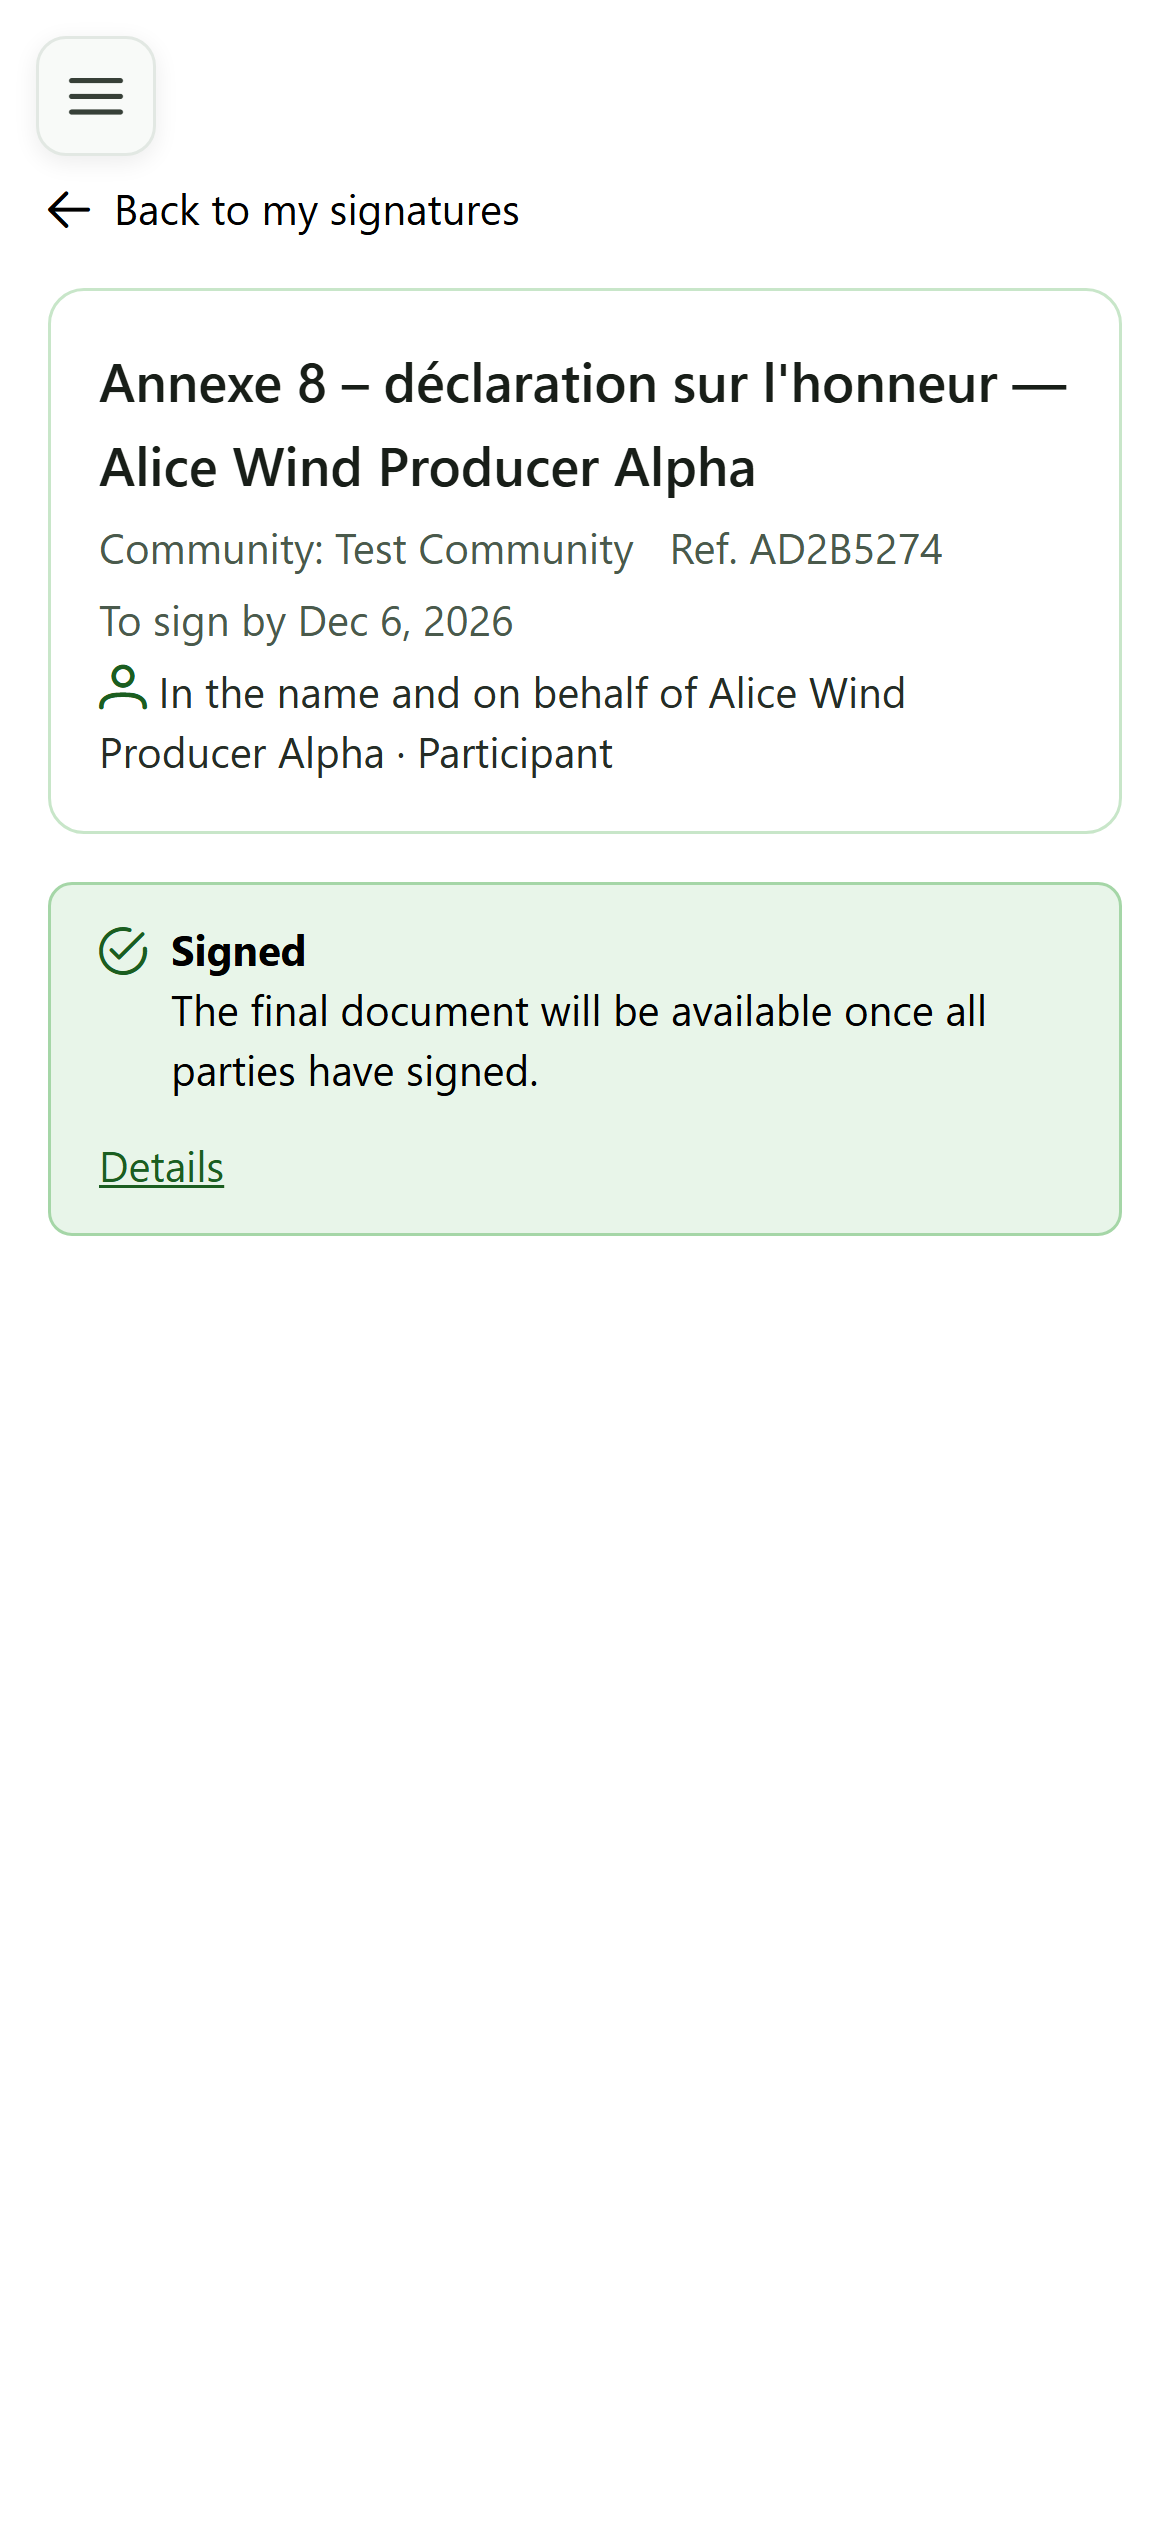 Back to my signatures
Annexe 8 – déclaration sur l'honneur —
Alice Wind Producer Alpha
Community: Test Community Ref. AD2B5274
To sign by Dec 6, 2026
In the name and on behalf of Alice Wind
Producer Alpha · Participant
Signed
The final document will be available once all
parties have signed.
Details